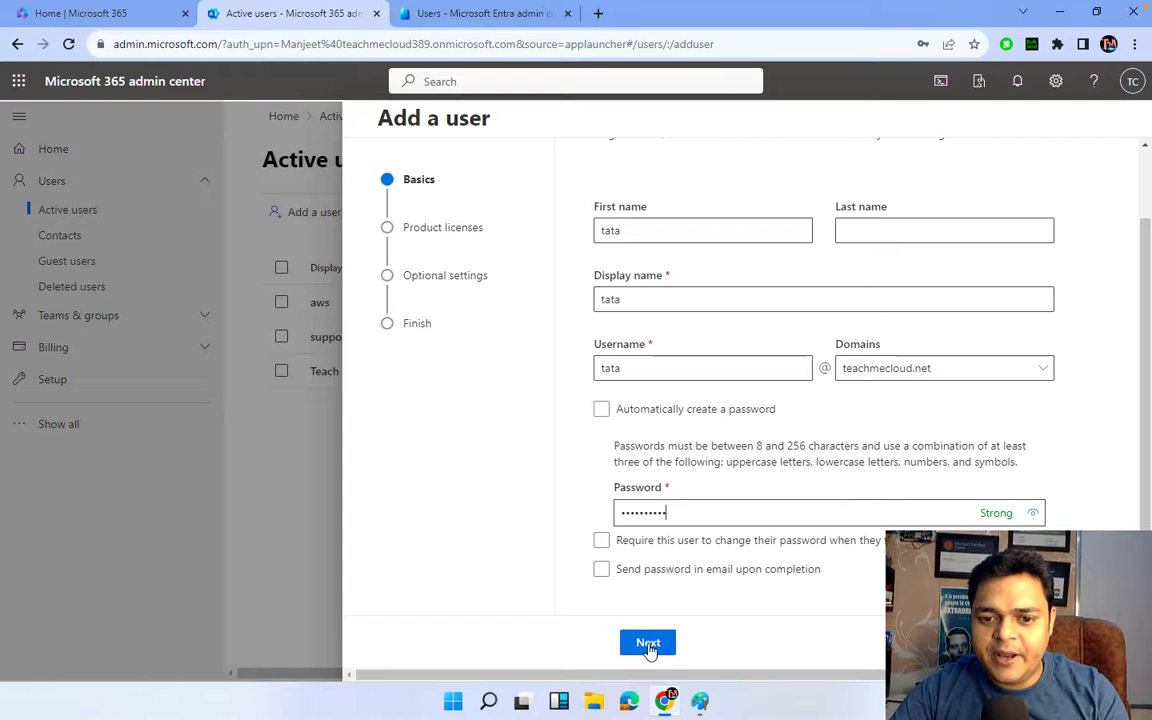 Home | Microsoft 365
Active users - Microsoft 365 adm
Users - Microsoft Entra admin c
admin.microsoft.com/?auth_upn=Manjeet%40teachmecloud389.onmicrosoft.com&source=applauncher#/users/:/adduser
Microsoft 365 admin center
Search
TC
Home
Users
Active users
Contacts
Guest users
Deleted users
Teams & groups
Billing
Setup
Show all
Home > Activ
Active u
Add a user
Display
aws
suppo
Teach
Add a user
Basics
Product licenses
Optional settings
Finish
First name
Last name
tata
Display name *
tata
Username *
Domains
tata @ teachmecloud.net
Automatically create a password
Passwords must be between 8 and 256 characters and use a combination of at least
three of the following: uppercase letters, lowercase letters, numbers, and symbols.
Password *
•••••••••• Strong
Require this user to change their password when they
Send password in email upon completion
Next